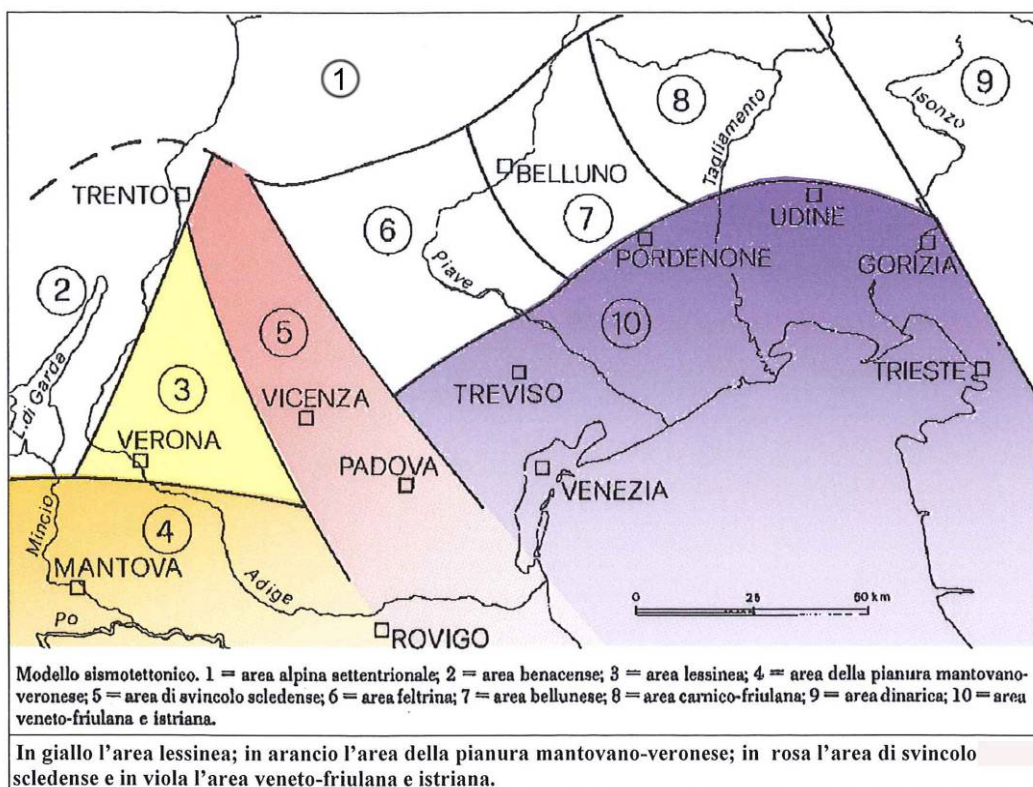 1
9
8
Isonzo
Tagliamento
TRENTO
BELLUNO
UDINE
6
7
PORDENONE
GORIZIA
2
Piave
5
10
L. di Garda
3
TREVISO
TRIESTE
VICENZA
VERONA
PADOVA
VENEZIA
4
Mincio
MANTOVA
Adige
0 25 50 km
Po
ROVIGO
Modello sismotettonico. 1 = area alpina settentrionale; 2 = area benacense; 3 = area lessinea; 4 = area della pianura mantovano-
veronese; 5 = area di svincolo scledense; 6 = area feltrina; 7 = area bellunese; 8 = area carnico-friulana; 9 = area dinarica; 10 = area
veneto-friulana e istriana.
In giallo l'area lessinea; in arancio l'area della pianura mantovano-veronese; in rosa l'area di svincolo
scledense e in viola l'area veneto-friulana e istriana.